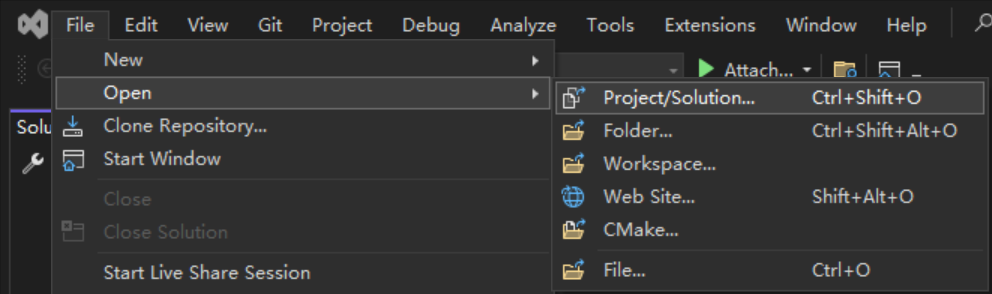 File Edit View Git Project Debug Analyze Tools Extensions Window Help
New
Attach...
Open
Project/Solution... Ctrl+Shift+O
Solu
Clone Repository...
Folder... Ctrl+Shift+Alt+O
Start Window
Workspace...
Close
Web Site... Shift+Alt+O
Close Solution
CMake...
Start Live Share Session
File... Ctrl+O